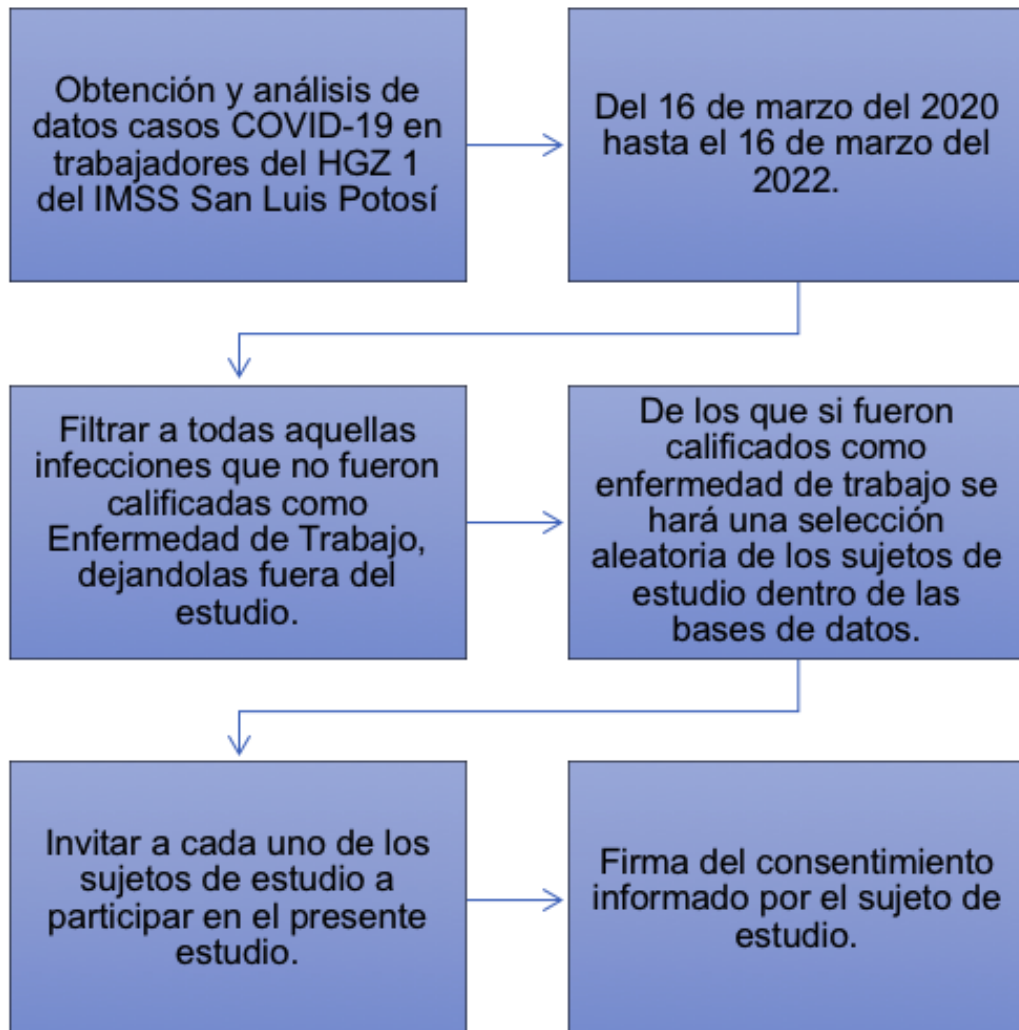 Obtención y análisis de
datos casos COVID-19 en
trabajadores del HGZ 1
del IMSS San Luis Potosí
Del 16 de marzo del 2020
hasta el 16 de marzo del
2022.
Filtrar a todas aquellas
infecciones que no fueron
calificadas como
Enfermedad de Trabajo,
dejandolas fuera del
estudio.
De los que si fueron
calificados como
enfermedad de trabajo se
hará una selección
aleatoria de los sujetos de
estudio dentro de las
bases de datos.
Invitar a cada uno de los
sujetos de estudio a
participar en el presente
estudio.
Firma del consentimiento
informado por el sujeto de
estudio.